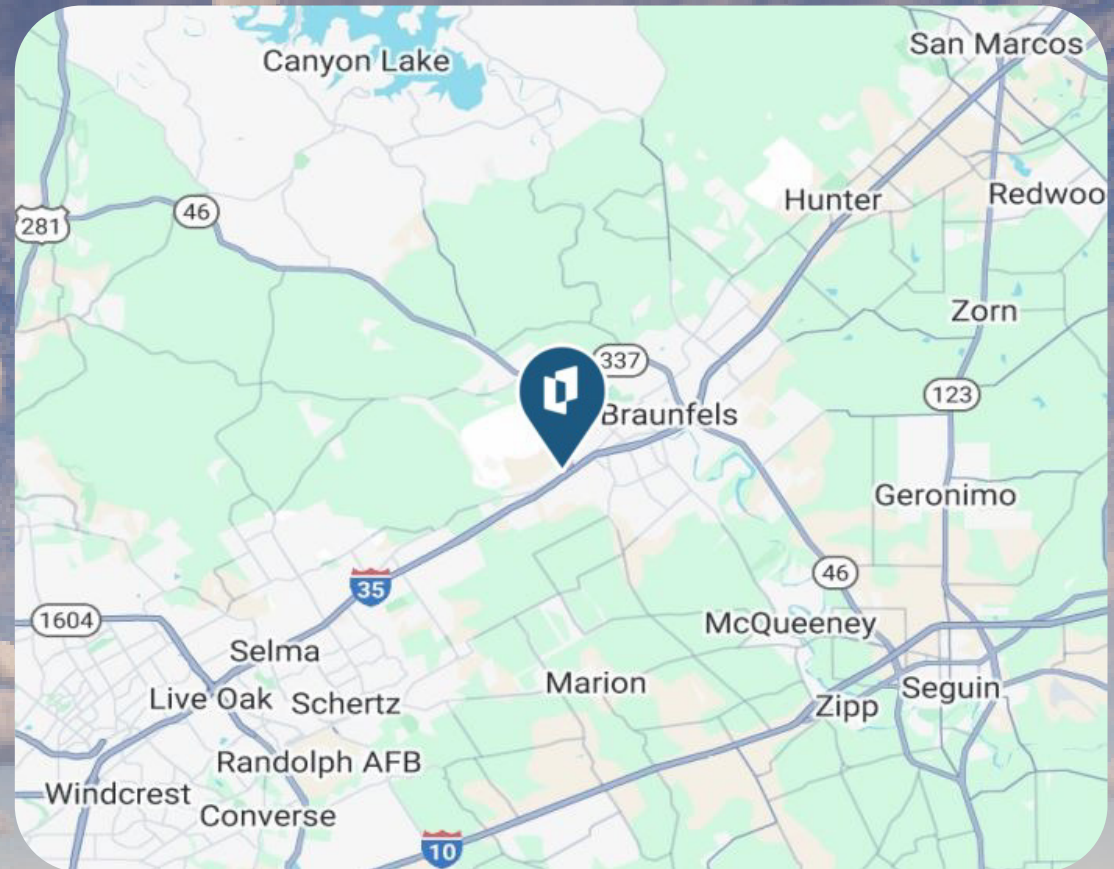 Canyon Lake
San Marcos
Hunter
Redwoo
46
281
Zorn
337
123
Braunfels
Geronimo
46
35
1604
McQueeney
Selma
Marion
Live Oak
Schertz
Seguin
Zipp
Randolph AFB
Windcrest
Converse
10